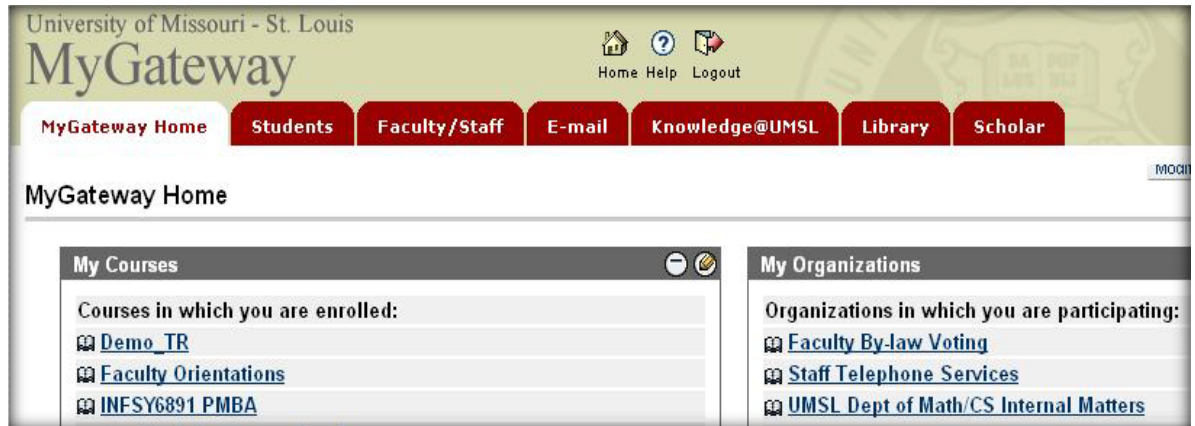 University of Missouri - St. Louis
MyGateway
Home Help Logout
MyGateway Home Students Faculty/Staff E-mail Knowledge@UMSL Library Scholar
MyGateway Home
My Courses
Courses in which you are enrolled:
Demo_TR
Faculty Orientations
INFSY6891 PMBA
My Organizations
Organizations in which you are participating:
Faculty By-law Voting
Staff Telephone Services
UMSL Dept of Math/CS Internal Matters